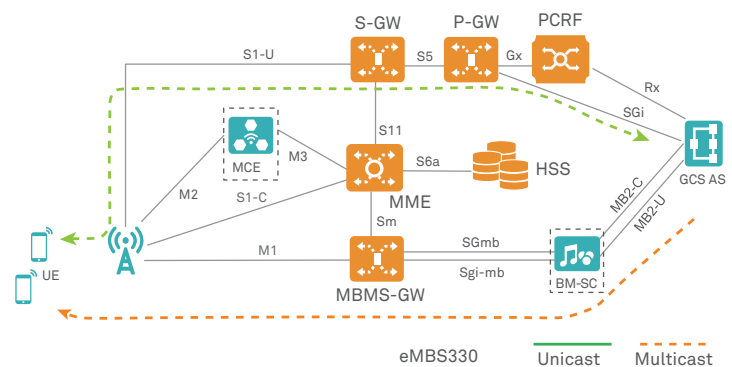 S-GW
P-GW
PCRF
S1-U
S5
Gx
Rx
SGi
S11
MCE
M3
S6a
HSS
GCS AS
M2
S1-C
MME
MB2-C
MB2-U
Sm
UE
M1
SGmb
Sgi-mb
BM-SC
MBMS-GW
eMBS330
Unicast
Multicast